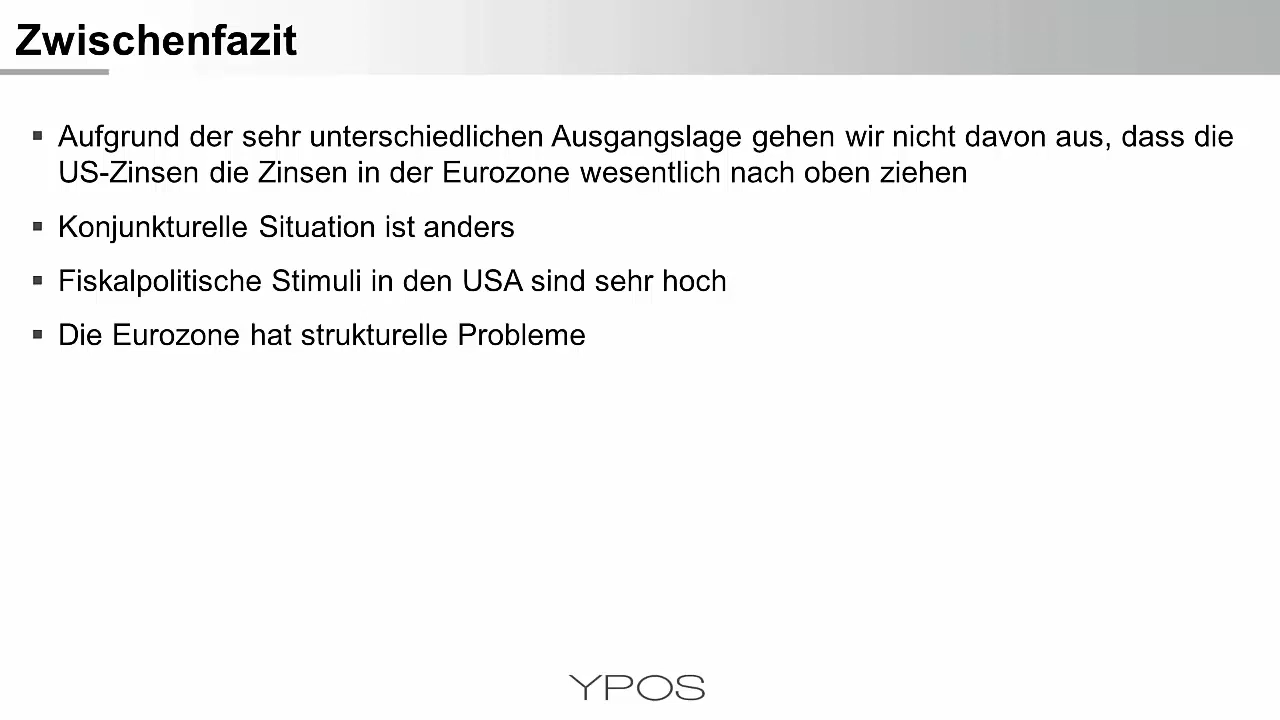 Zwischenfazit
Aufgrund der sehr unterschiedlichen Ausgangslage gehen wir nicht davon aus, dass die
US-Zinsen die Zinsen in der Eurozone wesentlich nach oben ziehen
Konjunkturelle Situation ist anders
Fiskalpolitische Stimuli in den USA sind sehr hoch
Die Eurozone hat strukturelle Probleme
YPOS